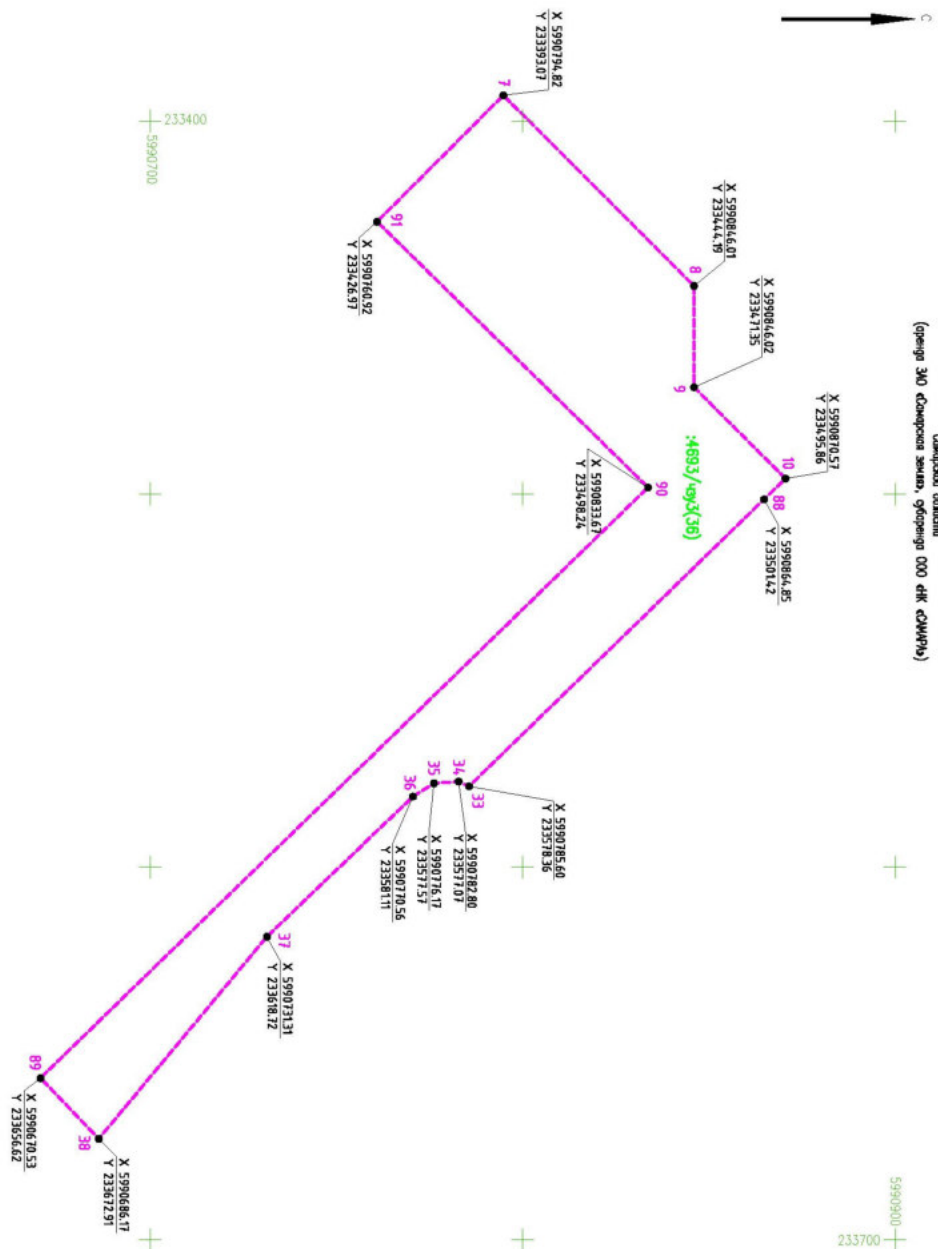 С
(аренда ЗАО «Самарская земля», субаренда ООО «НК «САМАРА»)
7
X 5990794.82
Y 233393.07
233400
5990700
8
X 5990846.01
Y 233444.19
91
X 5990760.92
Y 233426.97
9
X 5990846.02
Y 233471.35
10
X 5990870.57
Y 233495.86
:4693/чзу3(36)
88
X 5990864.85
Y 233501.42
90
X 5990833.67
Y 233498.24
33
X 5990785.60
Y 233578.36
34
X 5990782.80
Y 233577.07
35
X 5990776.17
Y 233577.57
36
X 5990770.56
Y 233581.11
37
X 5990731.31
Y 233618.72
89
X 5990670.53
Y 233656.62
38
X 5990686.17
Y 233672.91
5990900
233700